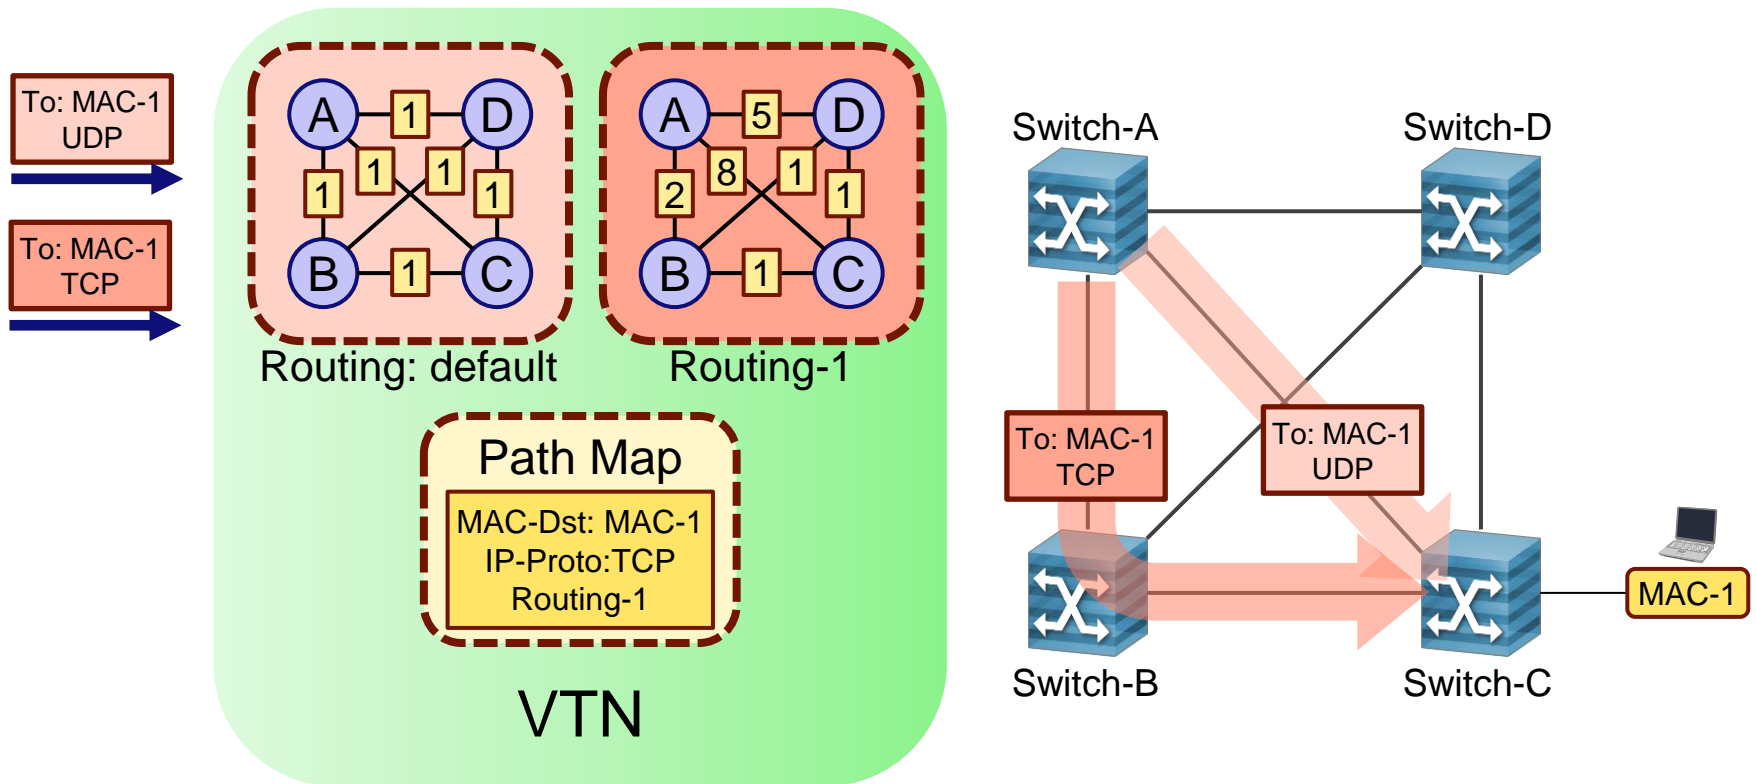 To: MAC-1
UDP
To: MAC-1
TCP
A
1
D
1
1
1
1
B
1
C
Routing: default
A
5
D
2
8
1
1
B
1
C
Routing-1
Path Map
MAC-Dst: MAC-1
IP-Proto:TCP
Routing-1
VTN
Switch-A
Switch-D
To: MAC-1
TCP
To: MAC-1
UDP
MAC-1
Switch-B
Switch-C